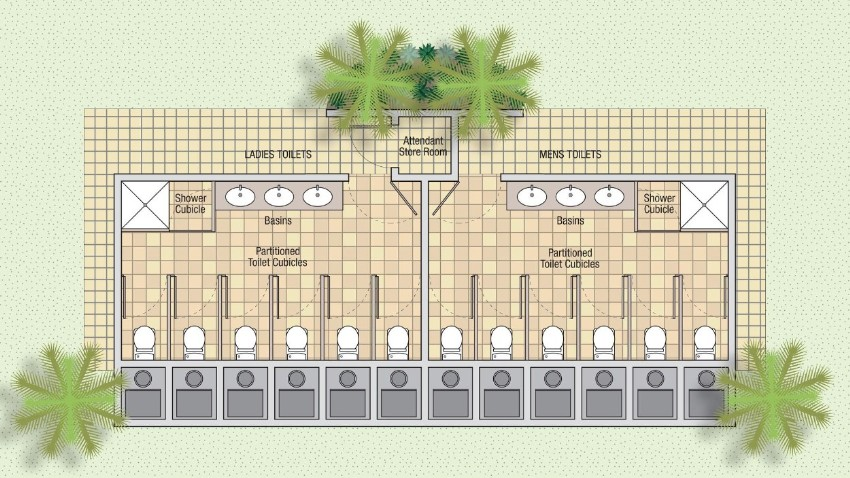 Attendant
Store Room
LADIES TOILETS
MENS TOILETS
Shower
Cubicle
Basins
Basins
Shower
Cubicle
Partitioned
Toilet Cubicles
Partitioned
Toilet Cubicles